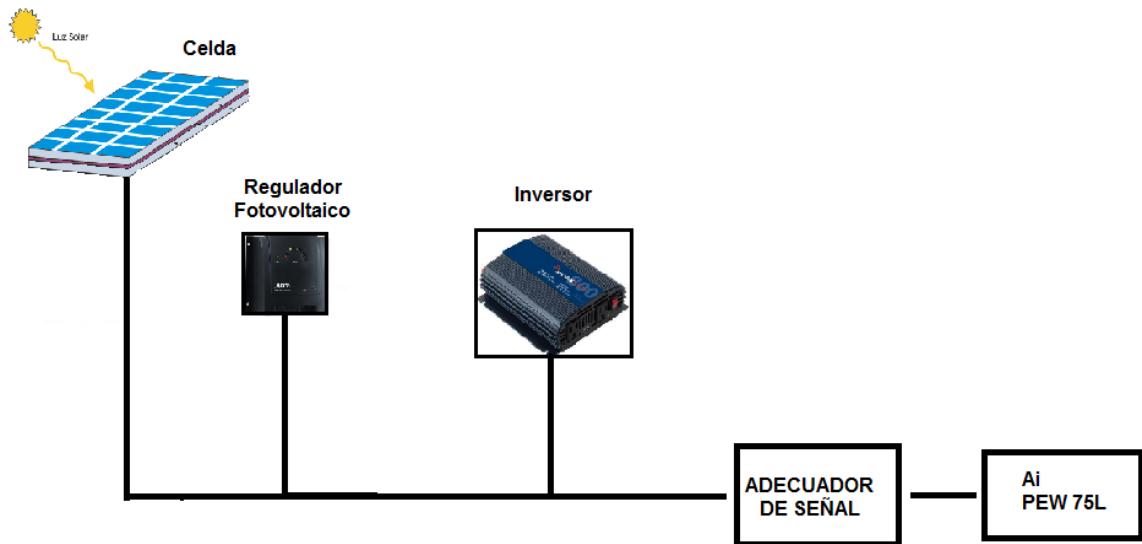 Luz Solar
Celda
Regulador
Fotovoltaico
Inversor
ADECUADOR
DE SEÑAL
Ai
PEW 75L